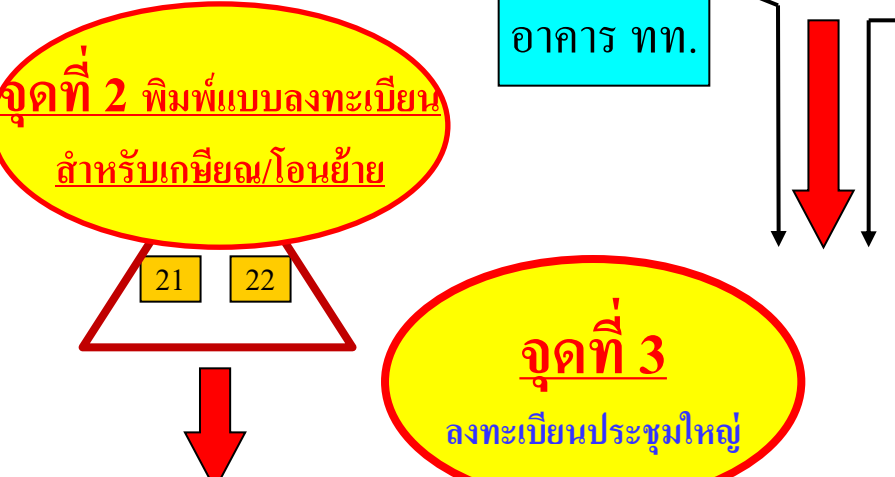 อาคาร ทท.
จุดที่ 2 พิมพ์แบบลงทะเบียน
สำหรับเกษียณ/โอนย้าย
21 22
จุดที่ 3
ลงทะเบียนประชุมใหญ่